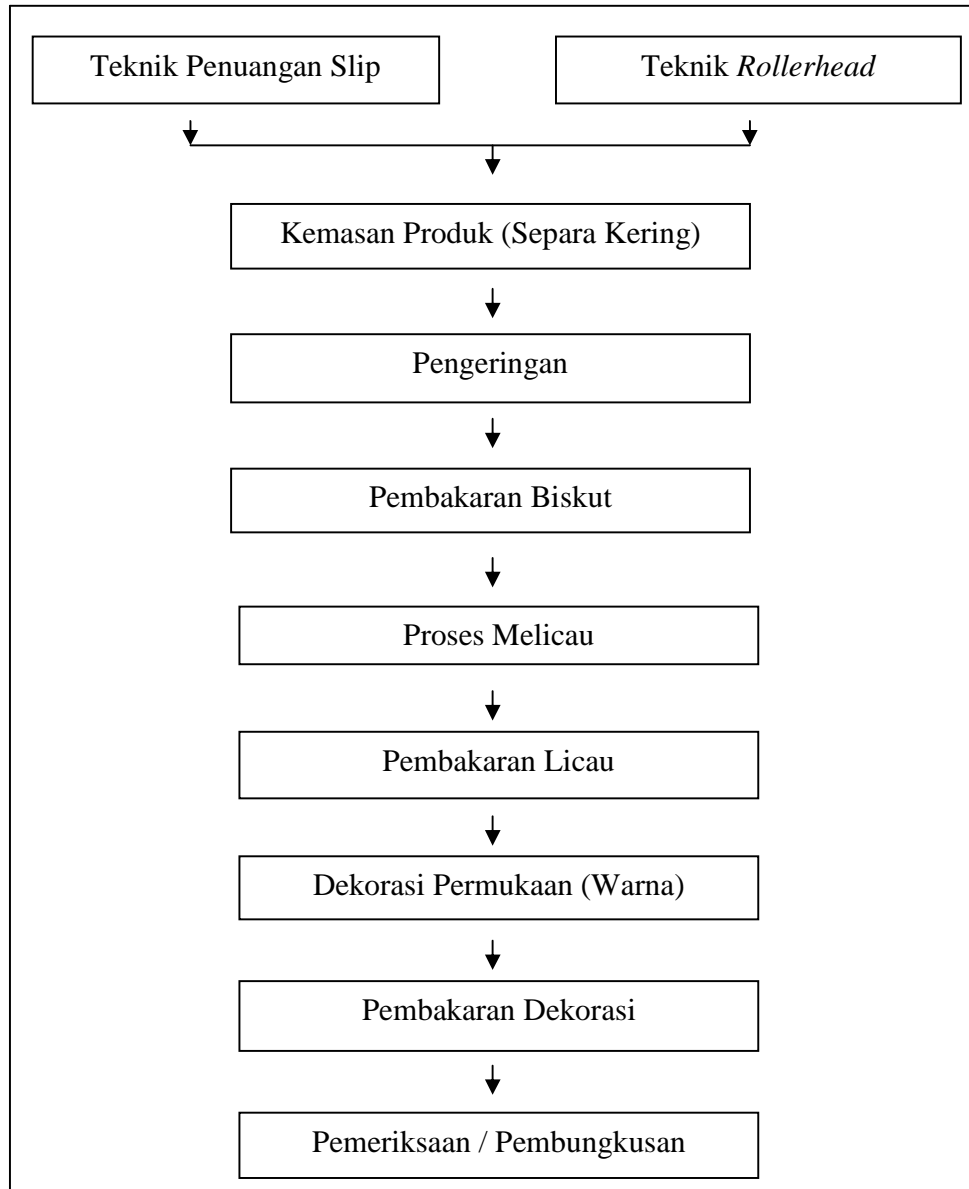 Teknik Penuangan Slip
Teknik Rollerhead
Kemasan Produk (Separa Kering)
Pengeringan
Pembakaran Biskut
Proses Melicau
Pembakaran Licau
Dekorasi Permukaan (Warna)
Pembakaran Dekorasi
Pemeriksaan / Pembungkusan